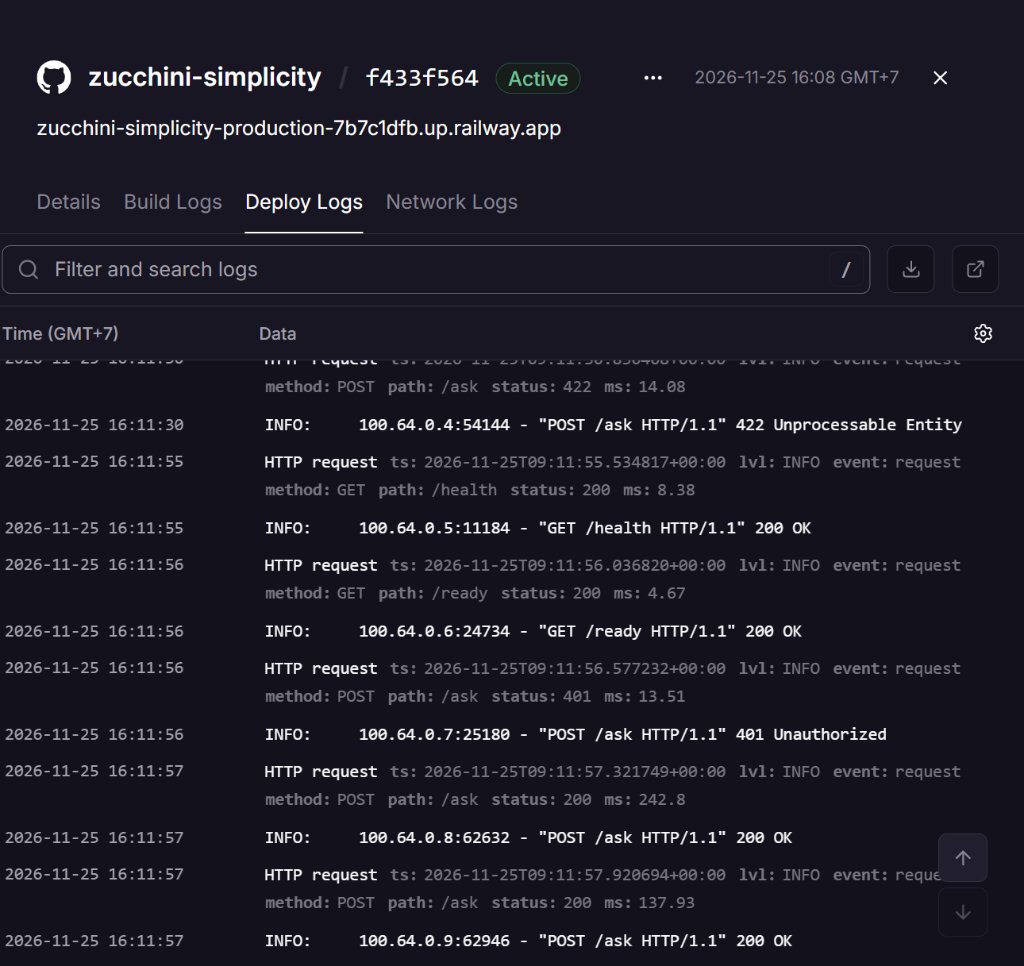 zucchini-simplicity / f433f564 Active ... 2026-11-25 16:08 GMT+7
zucchini-simplicity-production-7b7c1dfb.up.railway.app
Details Build Logs Deploy Logs Network Logs
Filter and search logs /
Time (GMT+7) Data
2026-11-25 16:11:30 HTTP request ts: lvl: INFO event: request
method: POST path: /ask status: 422 ms: 14.08
2026-11-25 16:11:30 INFO: 100.64.0.4:54144 - "POST /ask HTTP/1.1" 422 Unprocessable Entity
2026-11-25 16:11:55 HTTP request ts: 2026-11-25T09:11:55.534817+00:00 lvl: INFO event: request
method: GET path: /health status: 200 ms: 8.38
2026-11-25 16:11:55 INFO: 100.64.0.5:11184 - "GET /health HTTP/1.1" 200 OK
2026-11-25 16:11:56 HTTP request ts: 2026-11-25T09:11:56.036820+00:00 lvl: INFO event: request
method: GET path: /ready status: 200 ms: 4.67
2026-11-25 16:11:56 INFO: 100.64.0.6:24734 - "GET /ready HTTP/1.1" 200 OK
2026-11-25 16:11:56 HTTP request ts: 2026-11-25T09:11:56.577232+00:00 lvl: INFO event: request
method: POST path: /ask status: 401 ms: 13.51
2026-11-25 16:11:56 INFO: 100.64.0.7:25180 - "POST /ask HTTP/1.1" 401 Unauthorized
2026-11-25 16:11:57 HTTP request ts: 2026-11-25T09:11:57.321749+00:00 lvl: INFO event: request
method: POST path: /ask status: 200 ms: 242.8
2026-11-25 16:11:57 INFO: 100.64.0.8:62632 - "POST /ask HTTP/1.1" 200 OK
2026-11-25 16:11:57 HTTP request ts: 2026-11-25T09:11:57.920694+00:00 lvl: INFO event: reque
method: POST path: /ask status: 200 ms: 137.93
2026-11-25 16:11:57 INFO: 100.64.0.9:62946 - "POST /ask HTTP/1.1" 200 OK